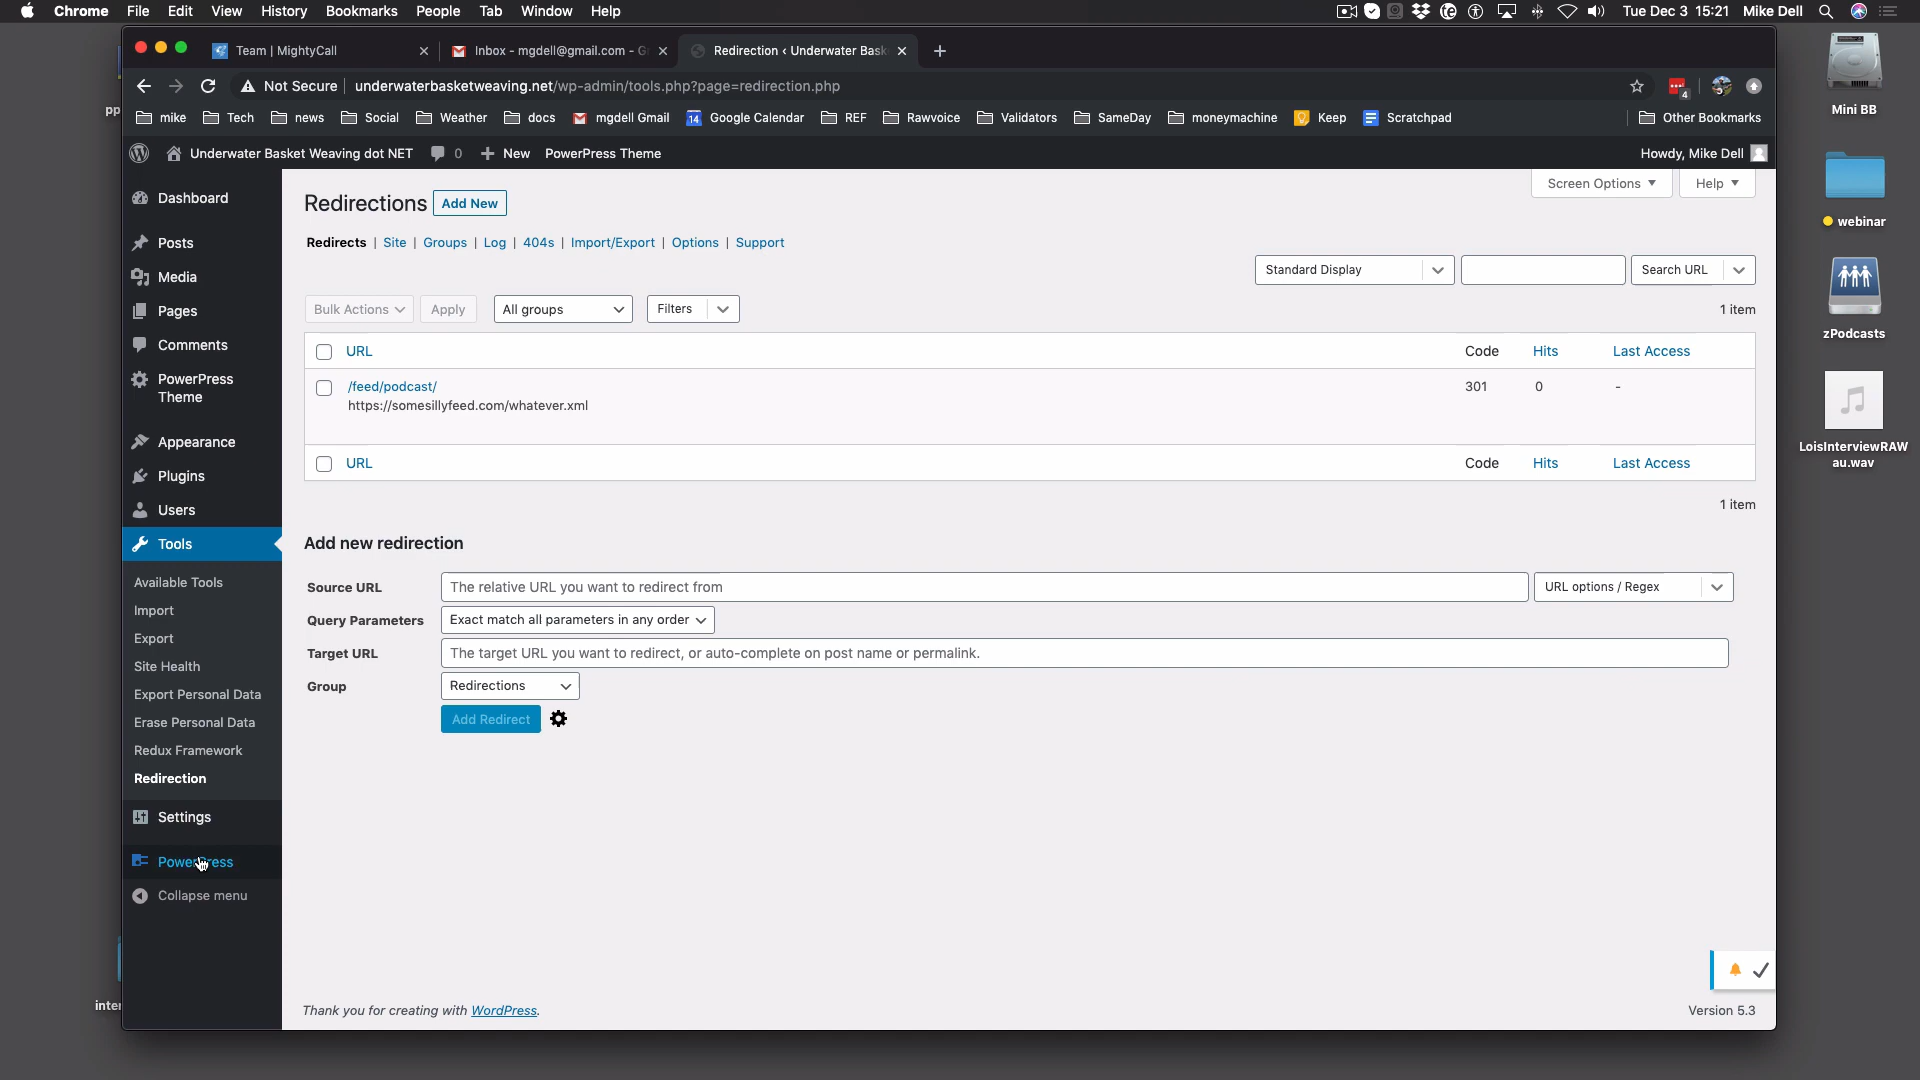 Chrome File Edit View History Bookmarks People Tab Window Help
Tue Dec 3 15:21 Mike Dell
Team | MightyCall
Inbox - mgdell@gmail.com - G
Redirection ‹ Underwater Bask
Not Secure underwaterbasketweaving.net/wp-admin/tools.php?page=redirection.php
4
mike Tech news Social Weather docs mgdell Gmail 14 Google Calendar REF Rawvoice Validators SameDay moneymachine Keep Scratchpad Other Bookmarks
Underwater Basket Weaving dot NET 0 New PowerPress Theme Howdy, Mike Dell
Dashboard
Posts
Media
Pages
Comments
PowerPress
Theme
Appearance
Plugins
Users
Tools
Available Tools
Import
Export
Site Health
Export Personal Data
Erase Personal Data
Redux Framework
Redirection
Settings
PowerPress
Collapse menu
Screen Options Help
Redirections Add New
Redirects | Site | Groups | Log | 404s | Import/Export | Options | Support
Standard Display Search URL
Bulk Actions Apply All groups Filters 1 item
URL Code Hits Last Access
/feed/podcast/ 301 0 -
https://somesillyfeed.com/whatever.xml
URL Code Hits Last Access
1 item
Add new redirection
Source URL The relative URL you want to redirect from URL options / Regex
Query Parameters Exact match all parameters in any order
Target URL The target URL you want to redirect, or auto-complete on post name or permalink.
Group Redirections
Add Redirect
Thank you for creating with WordPress. Version 5.3
Mini BB
webinar
zPodcasts
LoisInterviewRAW
au.wav
pp
inter